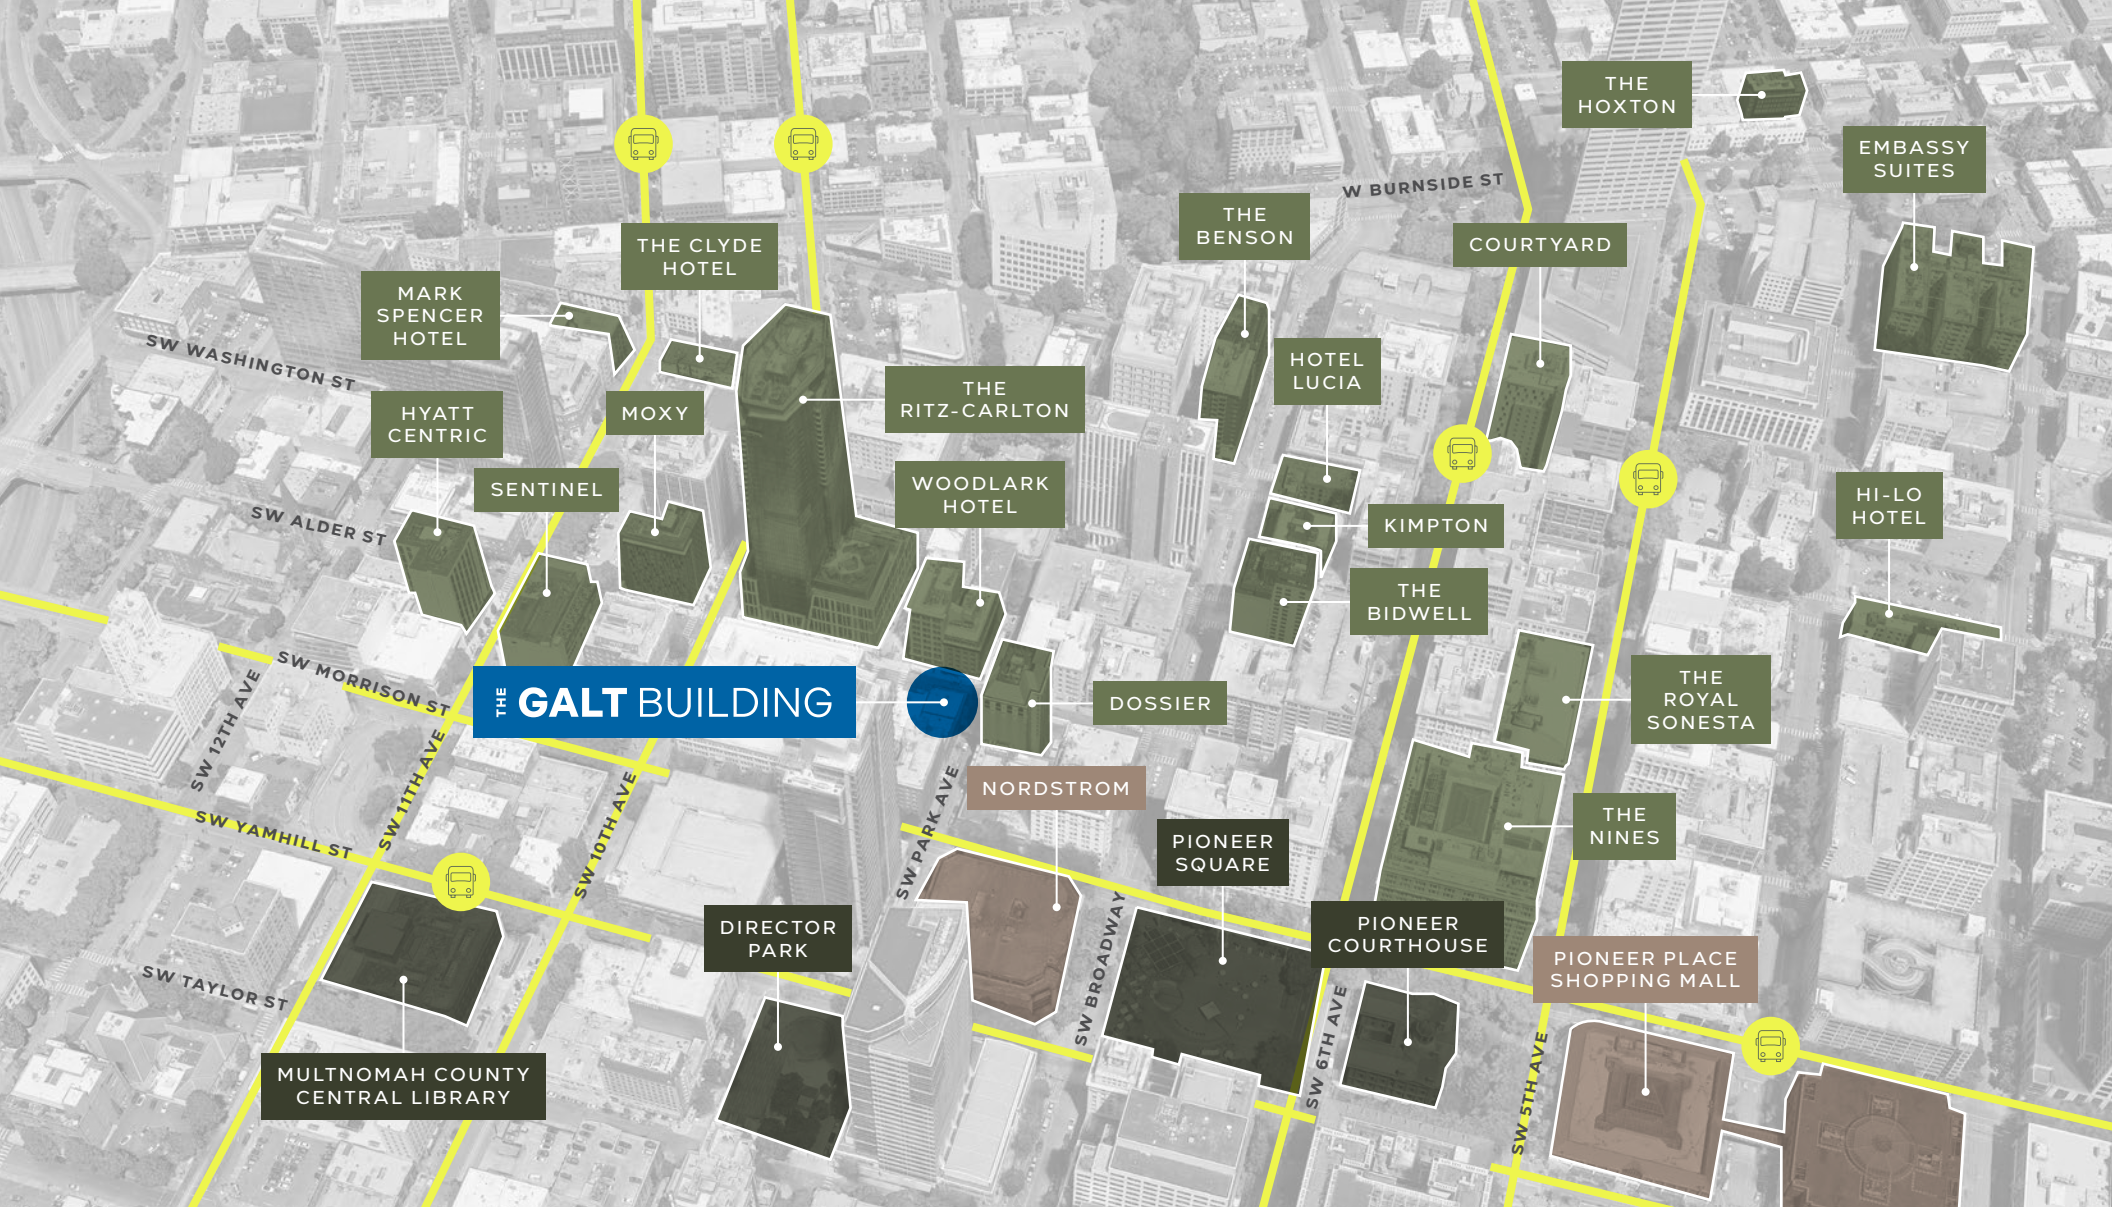 THE
HOXTON
EMBASSY
SUITES
W BURNSIDE ST
THE
BENSON
COURTYARD
THE CLYDE
HOTEL
MARK
SPENCER
HOTEL
SW WASHINGTON ST
HOTEL
LUCIA
THE
RITZ-CARLTON
HYATT
CENTRIC
MOXY
SENTINEL
WOODLARK
HOTEL
HI-LO
HOTEL
SW ALDER ST
KIMPTON
THE
BIDWELL
SW MORRISON ST
THE GALT BUILDING
DOSSIER
THE
ROYAL
SONESTA
SW 12TH AVE
SW 11TH AVE
SW 10TH AVE
SW PARK AVE
NORDSTROM
SW YAMHILL ST
PIONEER
SQUARE
THE
NINES
DIRECTOR
PARK
SW BROADWAY
PIONEER
COURTHOUSE
PIONEER PLACE
SHOPPING MALL
SW TAYLOR ST
SW 6TH AVE
SW 5TH AVE
MULTNOMAH COUNTY
CENTRAL LIBRARY